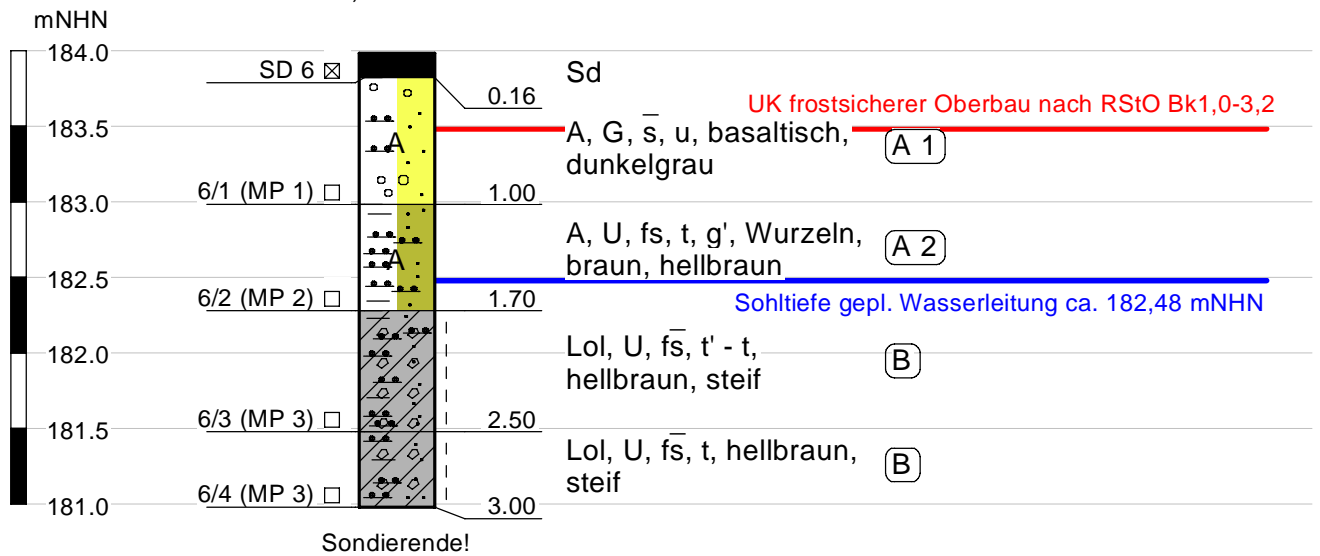 mNHN
184.0
SD 6
Sd
0.16
UK frostsicherer Oberbau nach RStO Bk1,0-3,2
183.5
A, G, s̅, u, basaltisch,
dunkelgrau
A 1
A
6/1 (MP 1)
1.00
183.0
A, U, fs, t, g', Wurzeln,
braun, hellbraun
A 2
A
182.5
6/2 (MP 2)
1.70
Sohltiefe gepl. Wasserleitung ca. 182,48 mNHN
182.0
Lol, U, fs̅, t' - t,
hellbraun, steif
B
6/3 (MP 3)
2.50
181.5
Lol, U, fs̅, t, hellbraun,
steif
B
6/4 (MP 3)
3.00
181.0
Sondierende!